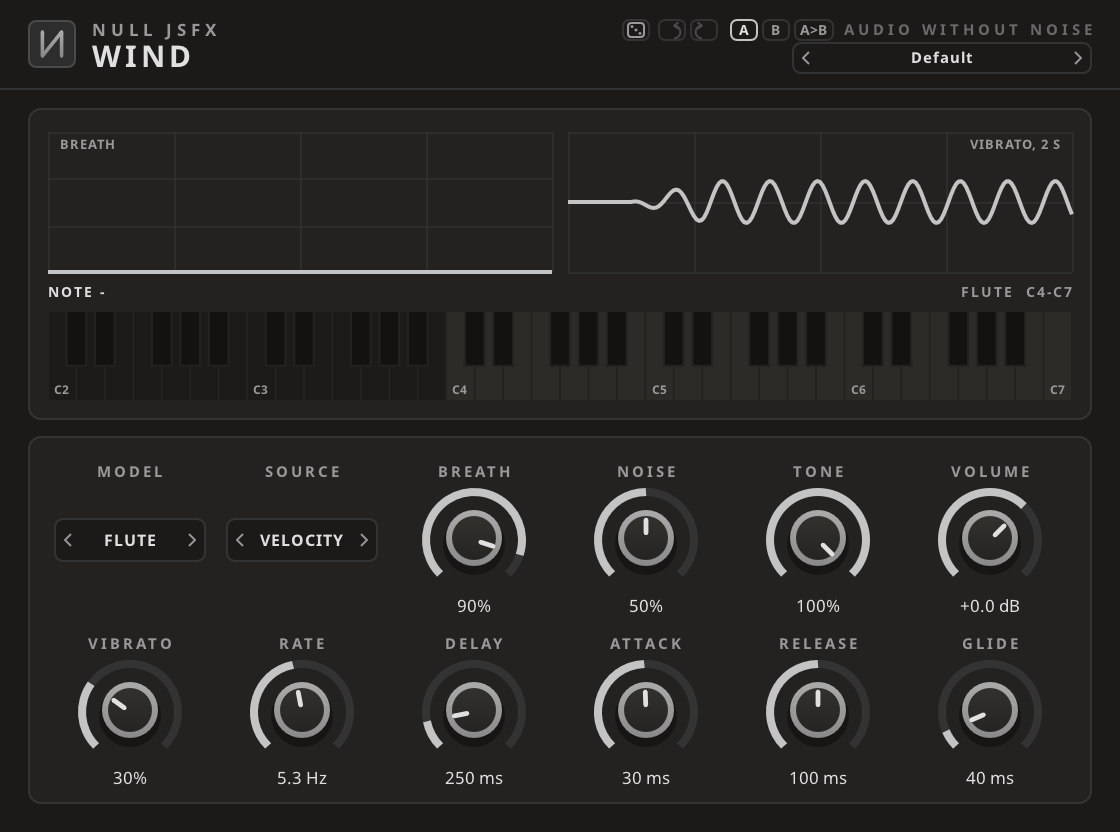 NULL JSFX
WIND
A B A>B AUDIO WITHOUT NOISE
Default
BREATH
VIBRATO, 2 S
NOTE -
FLUTE C4-C7
C2 C3 C4 C5 C6 C7
MODEL SOURCE BREATH NOISE TONE VOLUME
FLUTE VELOCITY
90% 50% 100% +0.0 dB
VIBRATO RATE DELAY ATTACK RELEASE GLIDE
30% 5.3 Hz 250 ms 30 ms 100 ms 40 ms